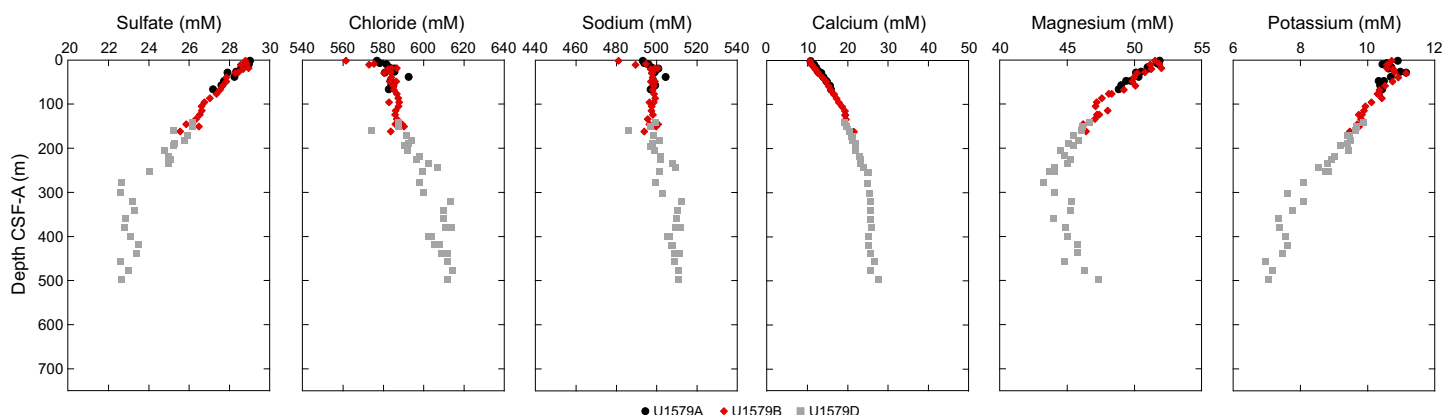 Sulfate (mM) Chloride (mM) Sodium (mM) Calcium (mM) Magnesium (mM) Potassium (mM)
20 22 24 26 28 30 540 560 580 600 620 640 440 460 480 500 520 540 0 10 20 30 40 50 40 45 50 55 6 8 10 12
0
100
200
300
400
500
600
700
Depth CSF-A (m)
U1579A U1579B U1579D